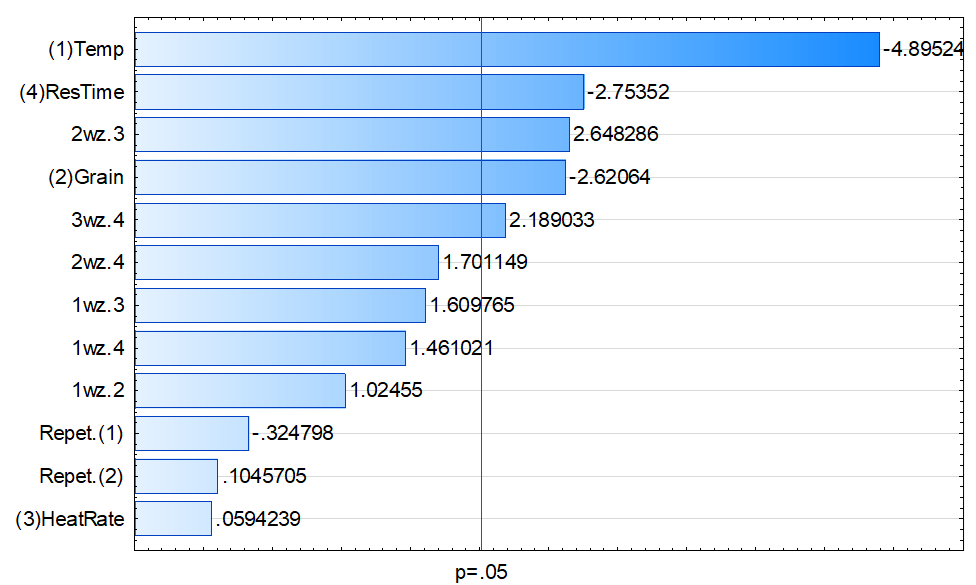 (1)Temp -4.89524
(4)ResTime -2.75352
2wz.3 2.648286
(2)Grain -2.62064
3wz.4 2.189033
2wz.4 1.701149
1wz.3 1.609765
1wz.4 1.461021
1wz.2 1.02455
Repet.(1) -.324798
Repet.(2) .1045705
(3)HeatRate .0594239
p=.05